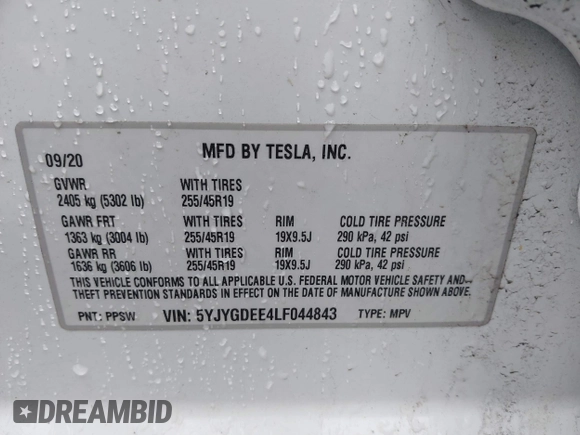 09/20 MFD BY TESLA, INC.
GVWR WITH TIRES
2405 kg (5302 lb) 255/45R19
GAWR FRT WITH TIRES RIM COLD TIRE PRESSURE
1363 kg (3004 lb) 255/45R19 19X9.5J 290 kPa, 42 psi
GAWR RR WITH TIRES RIM COLD TIRE PRESSURE
1636 kg (3606 lb) 255/45R19 19X9.5J 290 kPa, 42 psi
THIS VEHICLE CONFORMS TO ALL APPLICABLE U.S. FEDERAL MOTOR VEHICLE SAFETY AND
THEFT PREVENTION STANDARDS IN EFFECT ON THE DATE OF MANUFACTURE SHOWN ABOVE.
PNT: PPSW VIN: 5YJYGDEE4LF044843 TYPE: MPV
DREAMBID